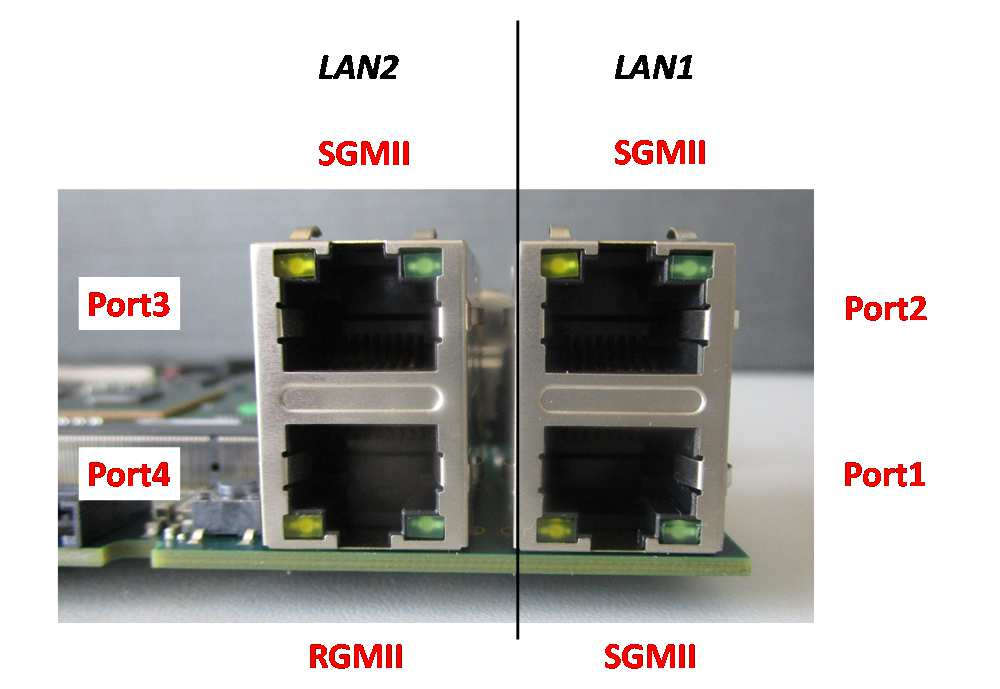 LAN2 LAN1
SGMII SGMII
Port3 Port2
Port4 Port1
RGMII SGMII